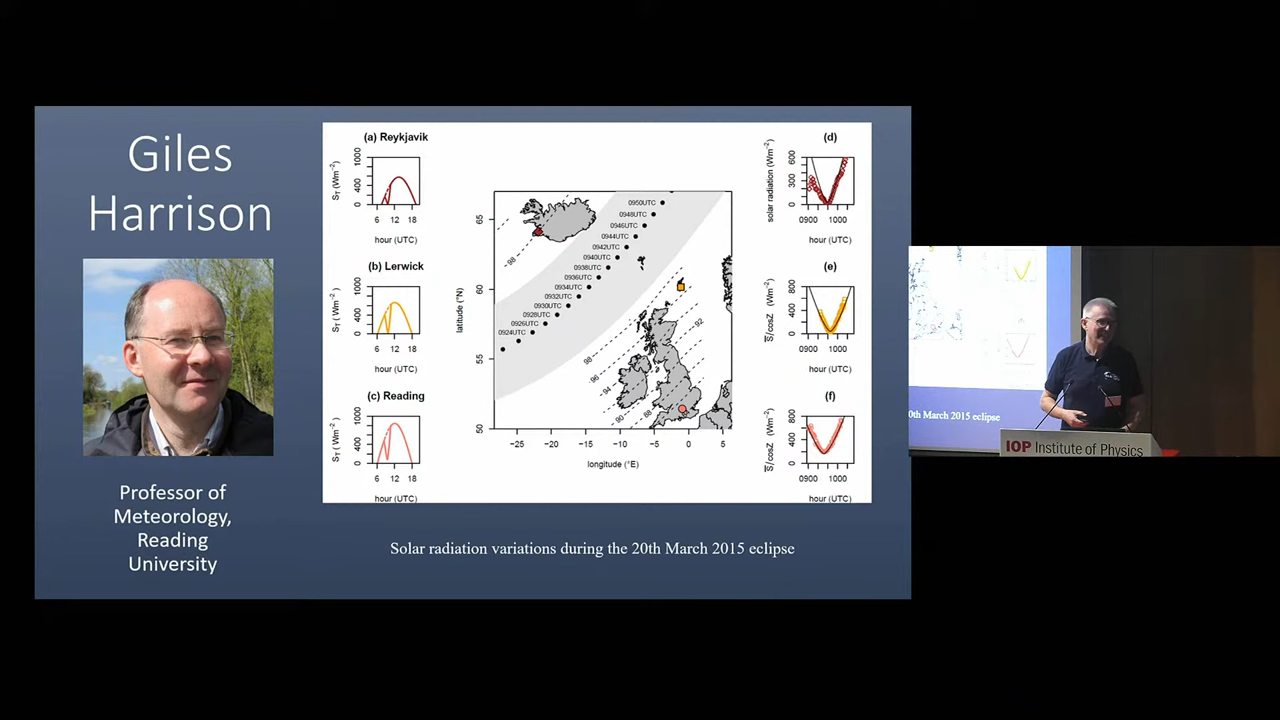 Giles
Harrison
Professor of
Meteorology,
Reading
University
(a) Reykjavik
S_T (Wm⁻²)
0 400 1000
6 12 18
hour (UTC)
(b) Lerwick
S_T (Wm⁻²)
0 400 1000
6 12 18
hour (UTC)
(c) Reading
S_T (Wm⁻²)
0 400 1000
6 12 18
hour (UTC)
latitude (°N)
65
60
55
50
0950UTC
0948UTC
0946UTC
0944UTC
0942UTC
0940UTC
0938UTC
0936UTC
0934UTC
0932UTC
0930UTC
0928UTC
0926UTC
0924UTC
98
98
96
94
92
90
88
−25 −20 −15 −10 −5 0 5
longitude (°E)
(d)
solar radiation (Wm⁻²)
0 300 600
0900 1000
hour (UTC)
(e)
S/cosZ (Wm⁻²)
0 400 800
0900 1000
hour (UTC)
(f)
S/cosZ (Wm⁻²)
0 400 800
0900 1000
hour (UTC)
Solar radiation variations during the 20th March 2015 eclipse
0th March 2015 eclipse
IOP Institute of Physics